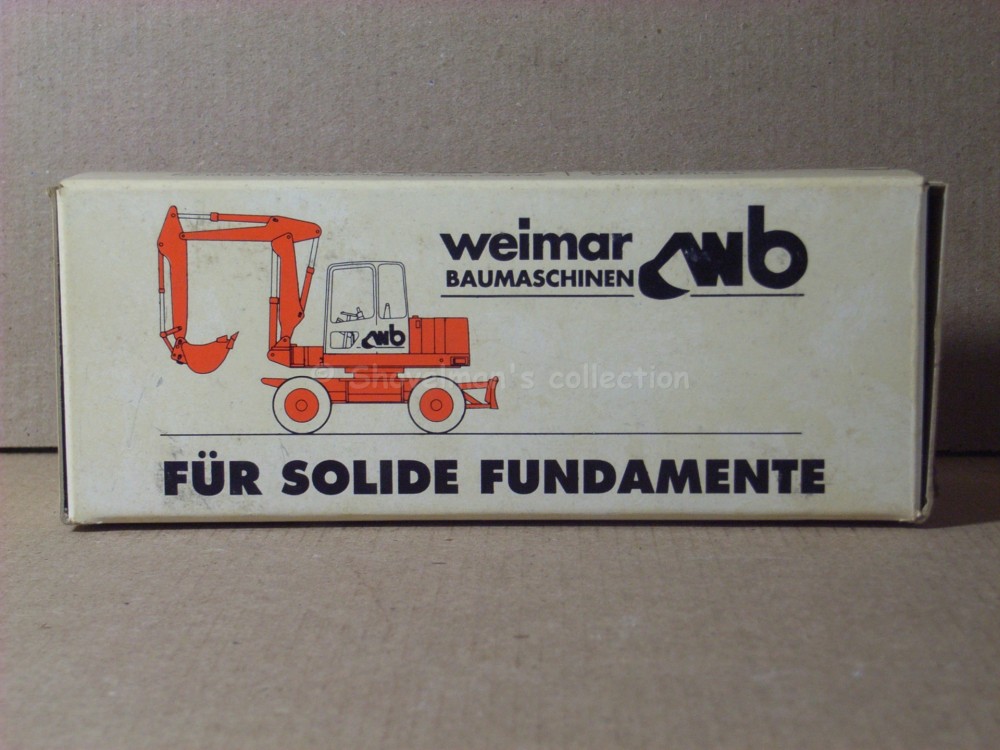 weimar
BAUMASCHINEN
wb
wb
© Shovelman's collection
FÜR SOLIDE FUNDAMENTE